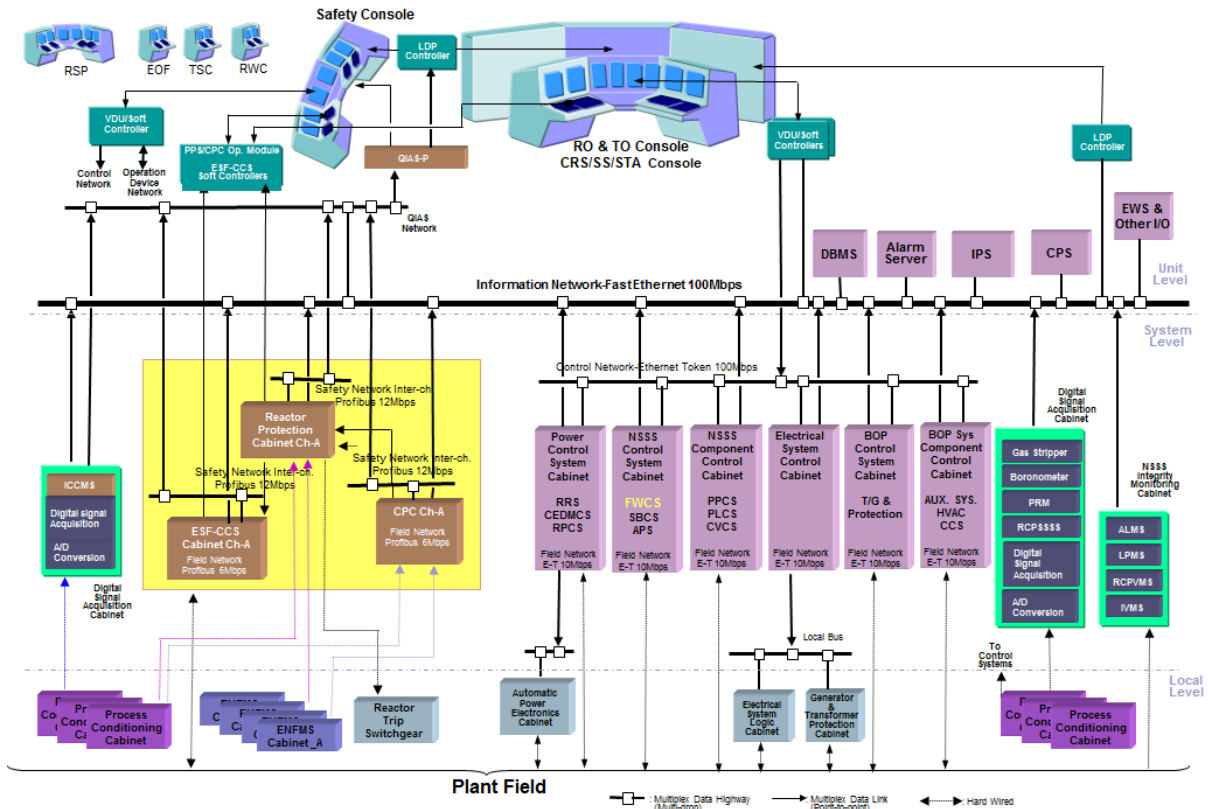 Safety Console
RSP
EOF
TSC
RWC
LDP
Controller
VDU/Soft
Controller
PPS/CPC Op. Module
ESF-CCS
Soft Controllers
QIAS-P
RO & TO Console
CRS/SS/STA Console
VDU/Soft
Controllers
LDP
Controller
Control
Network
Operation
Device
Network
QIAS
Network
EWS &
Other I/O
DBMS
Alarm
Server
IPS
CPS
Unit
Level
Information Network-FastEthernet 100Mbps
System
Level
Control Network-Ethernet Token 100Mbps
Safety Network Inter-ch.
Profibus 12Mbps
Reactor
Protection
Cabinet Ch-A
Safety Network Inter-ch.
Profibus 12Mbps
Safety Network Inter-ch.
Profibus 12Mbps
ICCMS
Digital signal
Acquisition
A/D
Conversion
Digital
Signal
Acquisition
Cabinet
ESF-CCS
Cabinet Ch-A
Field Network
Profibus 6Mbps
CPC Ch-A
Field Network
Profibus 6Mbps
Power
Control
System
Cabinet
RRS
CEDMCS
RPCS
Field Network
E-T 10Mbps
NSSS
Control
System
Cabinet
FWCS
SBCS
APS
Field Network
E-T 10Mbps
NSSS
Component
Control
Cabinet
PPCS
PLCS
CVCS
Field Network
E-T 10Mbps
Electrical
System
Control
Cabinet
Field Network
E-T 10Mbps
BOP
Control
System
Cabinet
T/G &
Protection
Field Network
E-T 10Mbps
BOP Sys
Component
Control
Cabinet
AUX. SYS.
HVAC
CCS
Field Network
E-T 10Mbps
Digital
Signal
Acquisition
Cabinet
Gas Stripper
Boronometer
PRM
RCPSSSS
Digital
Signal
Acquisition
A/D
Conversion
NSSS
Integrity
Monitoring
Cabinet
ALMS
LPMS
RCPVMS
IVMS
Local Bus
To
Control
Systems
Local
Level
Process
Conditioning
Cabinet
ENFMS
Cabinet_A
Reactor
Trip
Switchgear
Automatic
Power
Electronics
Cabinet
Electrical
System
Logic
Cabinet
Generator
& Transformer
Protection
Cabinet
Process
Conditioning
Cabinet
Plant Field
: Multiplex Data Highway
(Multi-drop)
: Multiplex Data Link
(Point-to-point)
: Hard Wired